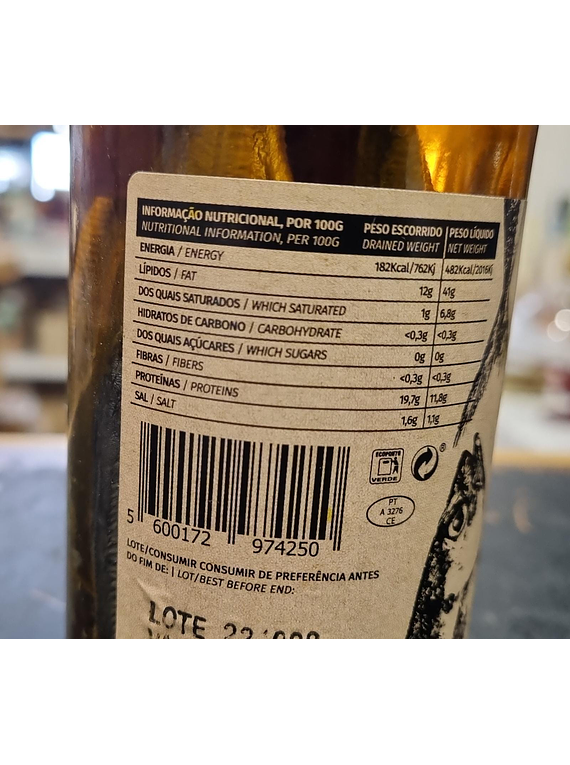 INFORMAÇÃO NUTRICIONAL, POR 100G PESO ESCORRIDO PESO LÍQUIDO
NUTRITIONAL INFORMATION, PER 100G DRAINED WEIGHT NET WEIGHT
ENERGIA / ENERGY 182Kcal/762Kj 482Kcal/2016Kj
LÍPIDOS / FAT 12g 41g
DOS QUAIS SATURADOS / WHICH SATURATED 1g 6,8g
HIDRATOS DE CARBONO / CARBOHYDRATE <0,3g <0,3g
DOS QUAIS AÇÚCARES / WHICH SUGARS 0g 0g
FIBRAS / FIBERS <0,3g <0,3g
PROTEÍNAS / PROTEINS 19,7g 11,8g
SAL / SALT 1,6g 1,1g
ECOPONTO
VERDE
®
PT
A 3276
CE
5 600172 974250
LOTE/CONSUMIR CONSUMIR DE PREFERÊNCIA ANTES
DO FIM DE: | LOT/BEST BEFORE END:
LOTE